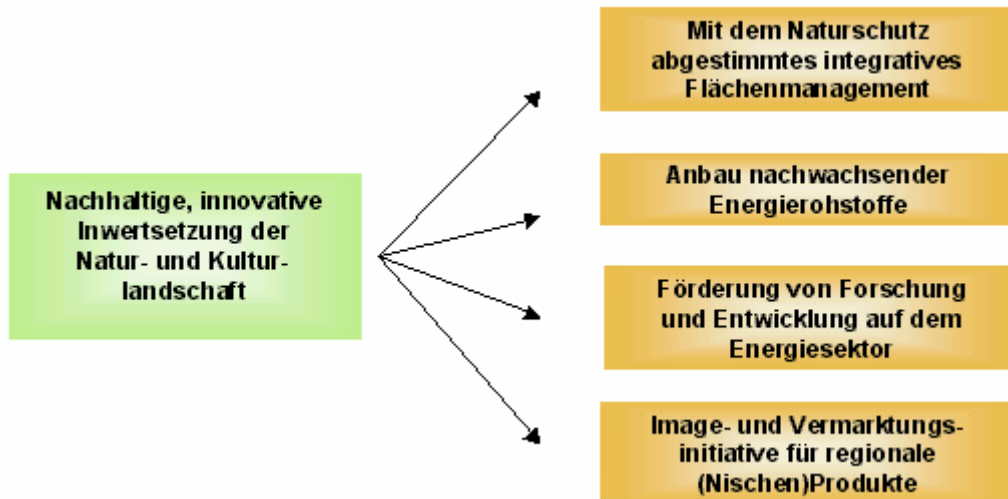 Nachhaltige, innovative
Inwertsetzung der
Natur- und Kultur-
landschaft
Mit dem Naturschutz
abgestimmtes integratives
Flächenmanagement
Anbau nachwachsender
Energierohstoffe
Förderung von Forschung
und Entwicklung auf dem
Energiesektor
Image- und Vermarktungs-
initiative für regionale
(Nischen)Produkte